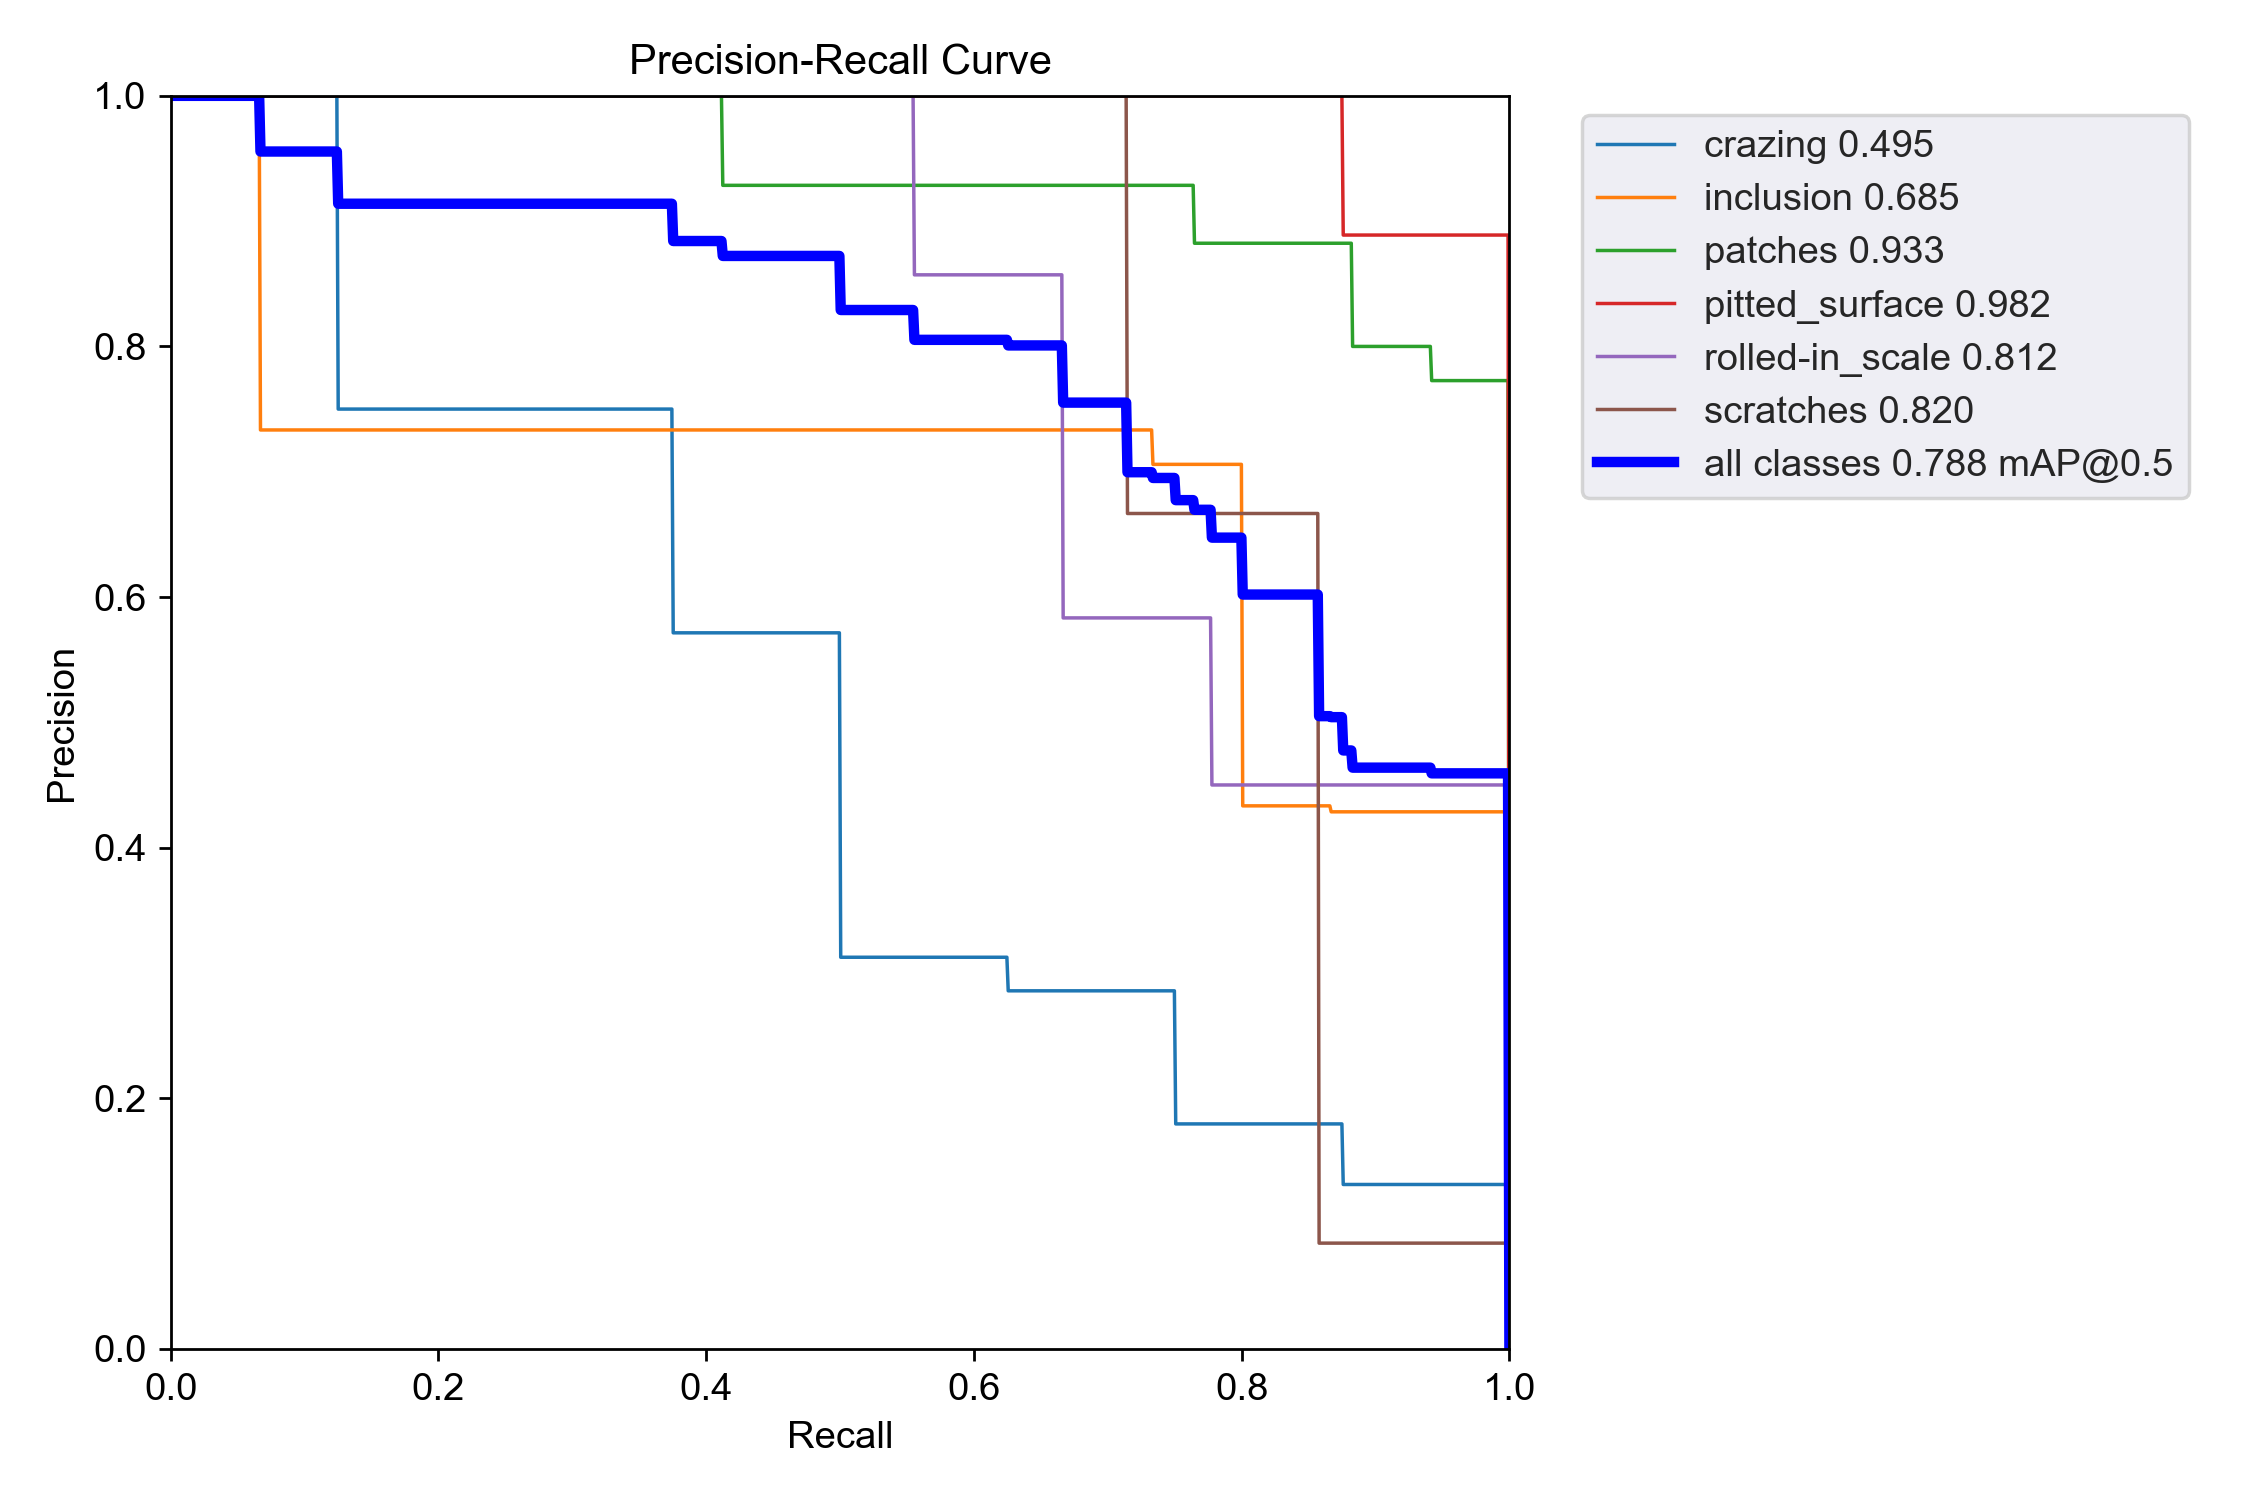 Precision-Recall Curve
1.0
0.8
0.6
0.4
0.2
0.0
Precision
0.0 0.2 0.4 0.6 0.8 1.0
Recall
crazing 0.495
inclusion 0.685
patches 0.933
pitted_surface 0.982
rolled-in_scale 0.812
scratches 0.820
all classes 0.788 mAP@0.5